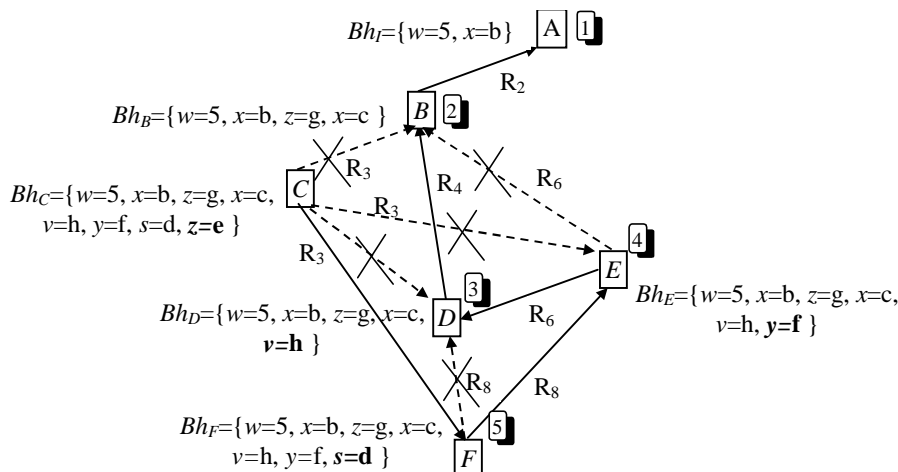 Bh_I={w=5, x=b}
A
1
R_2
Bh_B={w=5, x=b, z=g, x=c }
B
2
R_3
R_4
R_6
C
Bh_C={w=5, x=b, z=g, x=c,
v=h, y=f, s=d, z=e }
R_3
R_3
4
E
3
D
R_6
Bh_D={w=5, x=b, z=g, x=c,
v=h }
Bh_E={w=5, x=b, z=g, x=c,
v=h, y=f }
R_8
R_8
Bh_F={w=5, x=b, z=g, x=c,
v=h, y=f, s=d }
5
F